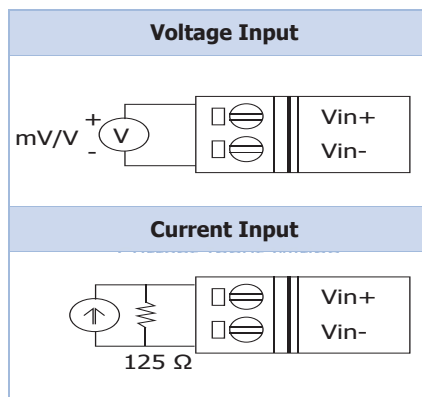 Voltage Input
+
mV/V
V
-
Vin+
Vin-
Current Input
Vin+
Vin-
125 Ω